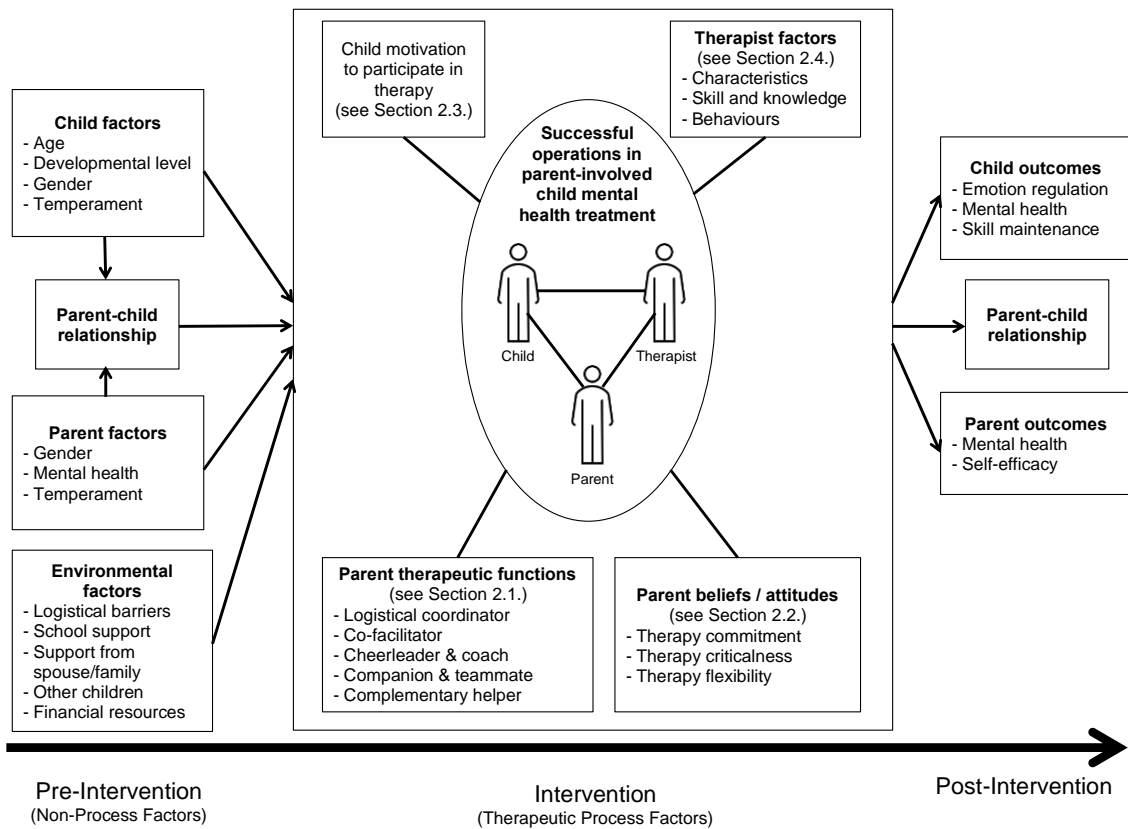 Child factors
- Age
- Developmental level
- Gender
- Temperament
Parent-child
relationship
Parent factors
- Gender
- Mental health
- Temperament
Environmental
factors
- Logistical barriers
- School support
- Support from
spouse/family
- Other children
- Financial resources
Child motivation
to participate in
therapy
(see Section 2.3.)
Therapist factors
(see Section 2.4.)
- Characteristics
- Skill and knowledge
- Behaviours
Successful
operations in
parent-involved
child mental
health treatment
Child
Therapist
Parent
Parent therapeutic functions
(see Section 2.1.)
- Logistical coordinator
- Co-facilitator
- Cheerleader & coach
- Companion & teammate
- Complementary helper
Parent beliefs / attitudes
(see Section 2.2.)
- Therapy commitment
- Therapy criticalness
- Therapy flexibility
Child outcomes
- Emotion regulation
- Mental health
- Skill maintenance
Parent-child
relationship
Parent outcomes
- Mental health
- Self-efficacy
Pre-Intervention
(Non-Process Factors)
Intervention
(Therapeutic Process Factors)
Post-Intervention